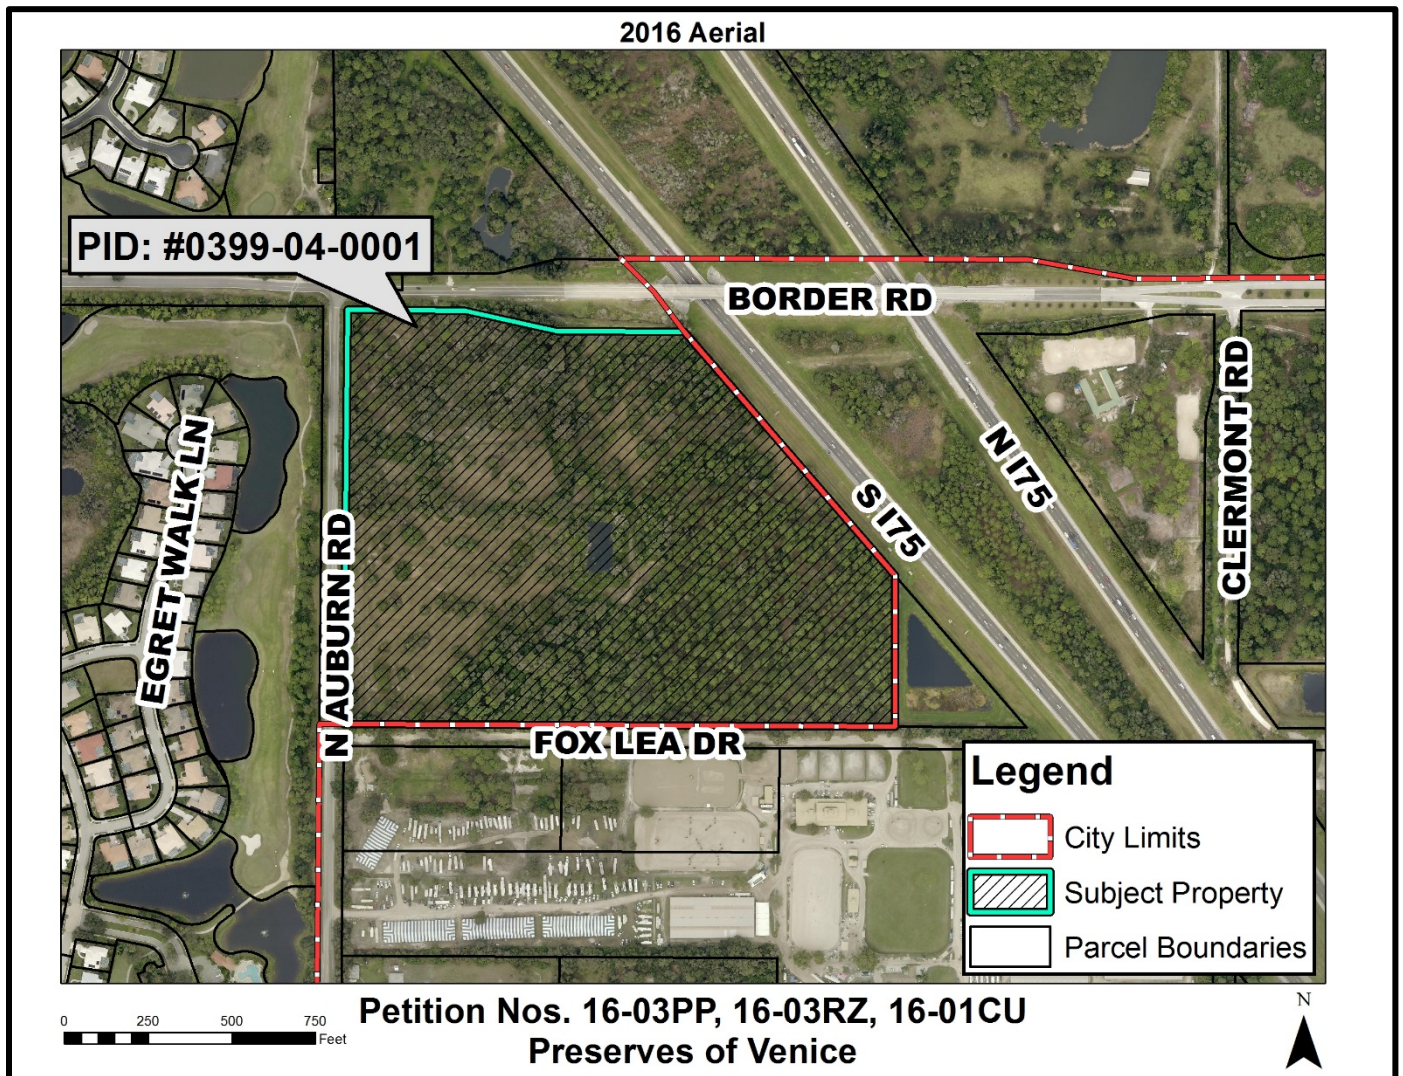 2016 Aerial
PID: #0399-04-0001
BORDER RD
N I75
S I75
CLERMONT RD
EGRET WALK LN
N AUBURN RD
FOX LEA DR
Legend
City Limits
Subject Property
Parcel Boundaries
0 250 500 750
Feet
Petition Nos. 16-03PP, 16-03RZ, 16-01CU
Preserves of Venice
N